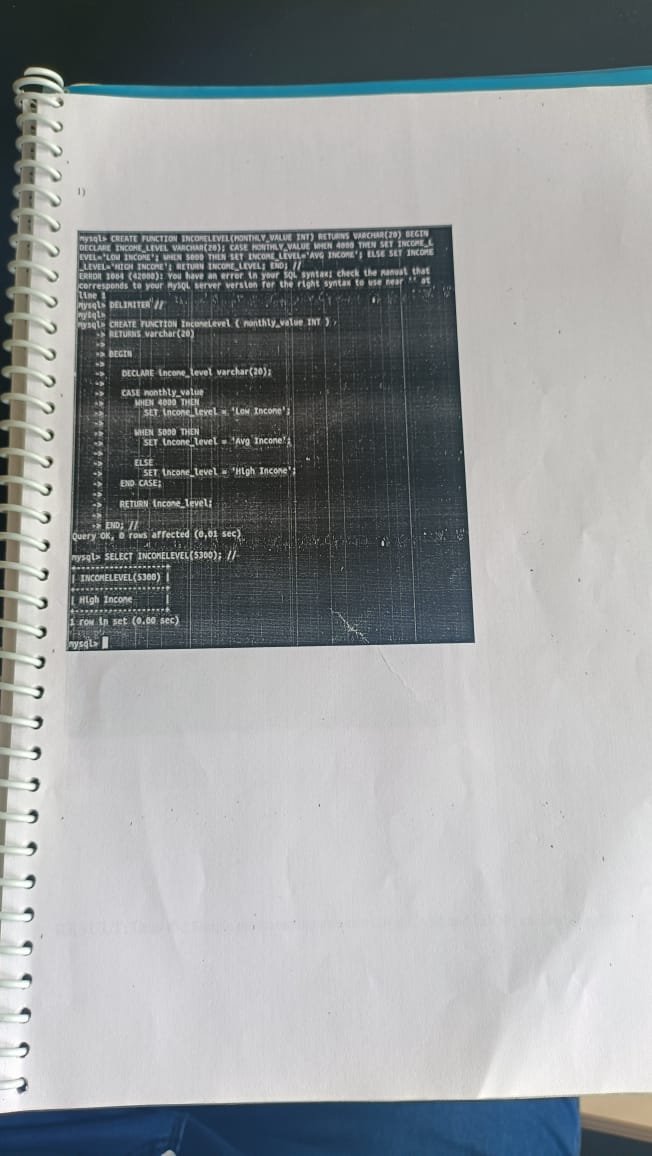 1)
mysql> CREATE FUNCTION INCOMELEVEL(MONTHLY_VALUE INT) RETURNS VARCHAR(20) BEGIN
DECLARE INCOME_LEVEL VARCHAR(20); CASE MONTHLY_VALUE WHEN 4000 THEN SET INCOME_L
EVEL='LOW INCOME'; WHEN 5000 THEN SET INCOME_LEVEL='AVG INCOME'; ELSE SET INCOME
_LEVEL='HIGH INCOME'; RETURN INCOME_LEVEL; END; //
ERROR 1064 (42000): You have an error in your SQL syntax; check the manual that
corresponds to your MySQL server version for the right syntax to use near '' at
line 1
mysql> DELIMITER //
mysql>
mysql> CREATE FUNCTION IncomeLevel ( monthly_value INT )
-> RETURNS varchar(20)
->
-> BEGIN
->
-> DECLARE income_level varchar(20);
->
-> CASE monthly_value
-> WHEN 4000 THEN
-> SET income_level = 'Low Income';
->
-> WHEN 5000 THEN
-> SET income_level = 'Avg Income';
->
-> ELSE
-> SET income_level = 'High Income';
-> END CASE;
->
-> RETURN income_level;
->
-> END; //
Query OK, 0 rows affected (0.01 sec)
mysql> SELECT INCOMELEVEL(5300); //
+-------------------+
| INCOMELEVEL(5300) |
+-------------------+
| High Income |
+-------------------+
1 row in set (0.00 sec)
mysql>